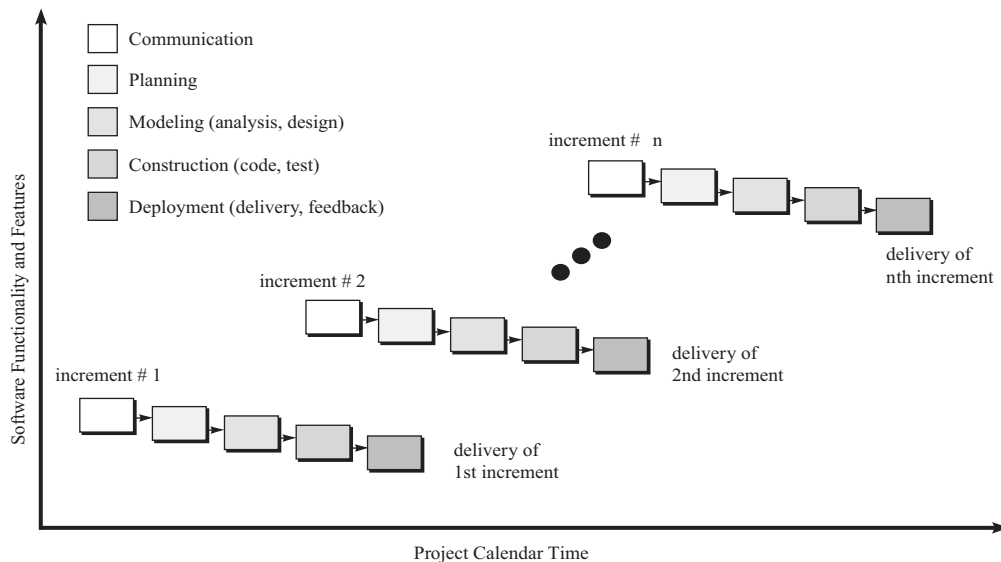 Communication
Planning
Modeling (analysis, design)
Construction (code, test)
Deployment (delivery, feedback)
increment # n
delivery of
nth increment
increment # 2
delivery of
2nd increment
increment # 1
delivery of
1st increment
Software Functionality and Features
Project Calendar Time